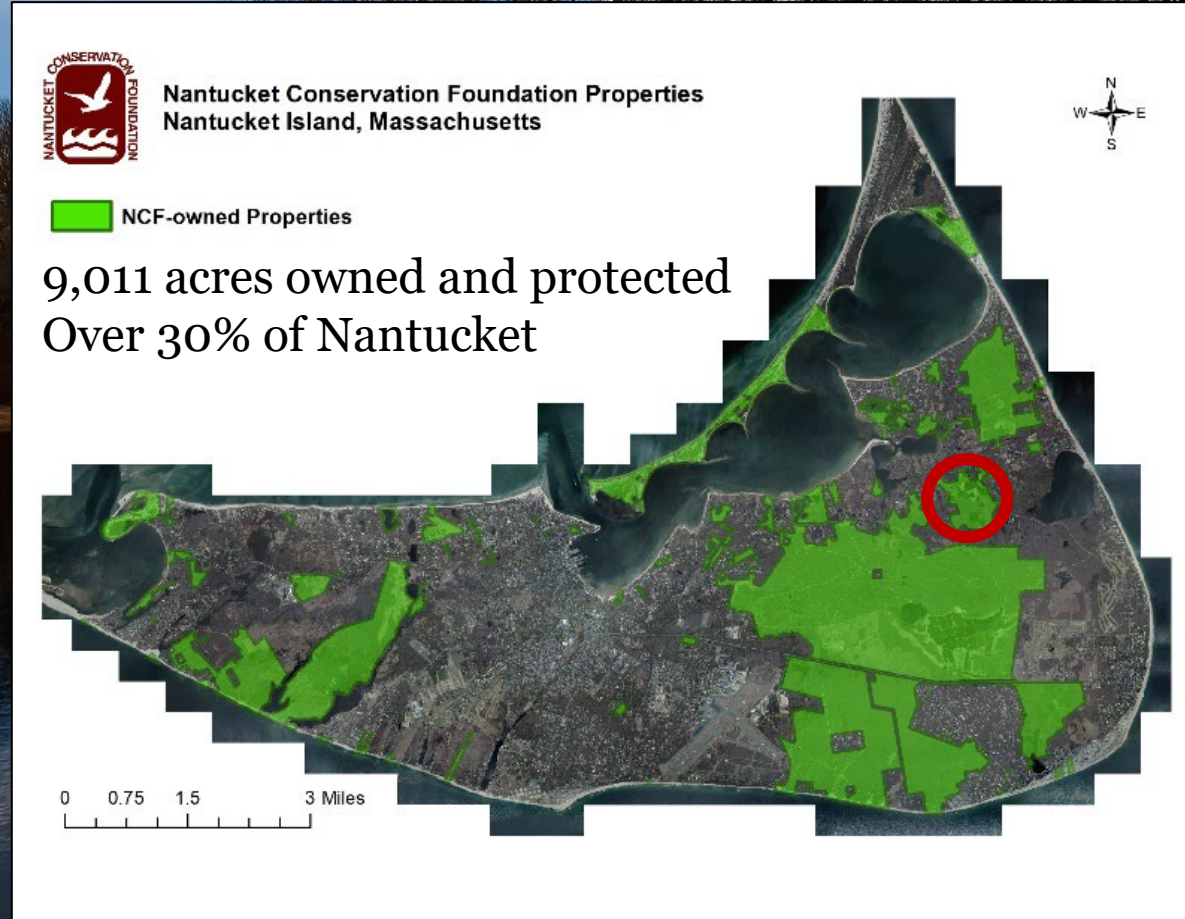 NANTUCKET CONSERVATION FOUNDATION
Nantucket Conservation Foundation Properties
Nantucket Island, Massachusetts
N
W E
S
NCF-owned Properties
9,011 acres owned and protected
Over 30% of Nantucket
0 0.75 1.5 3 Miles